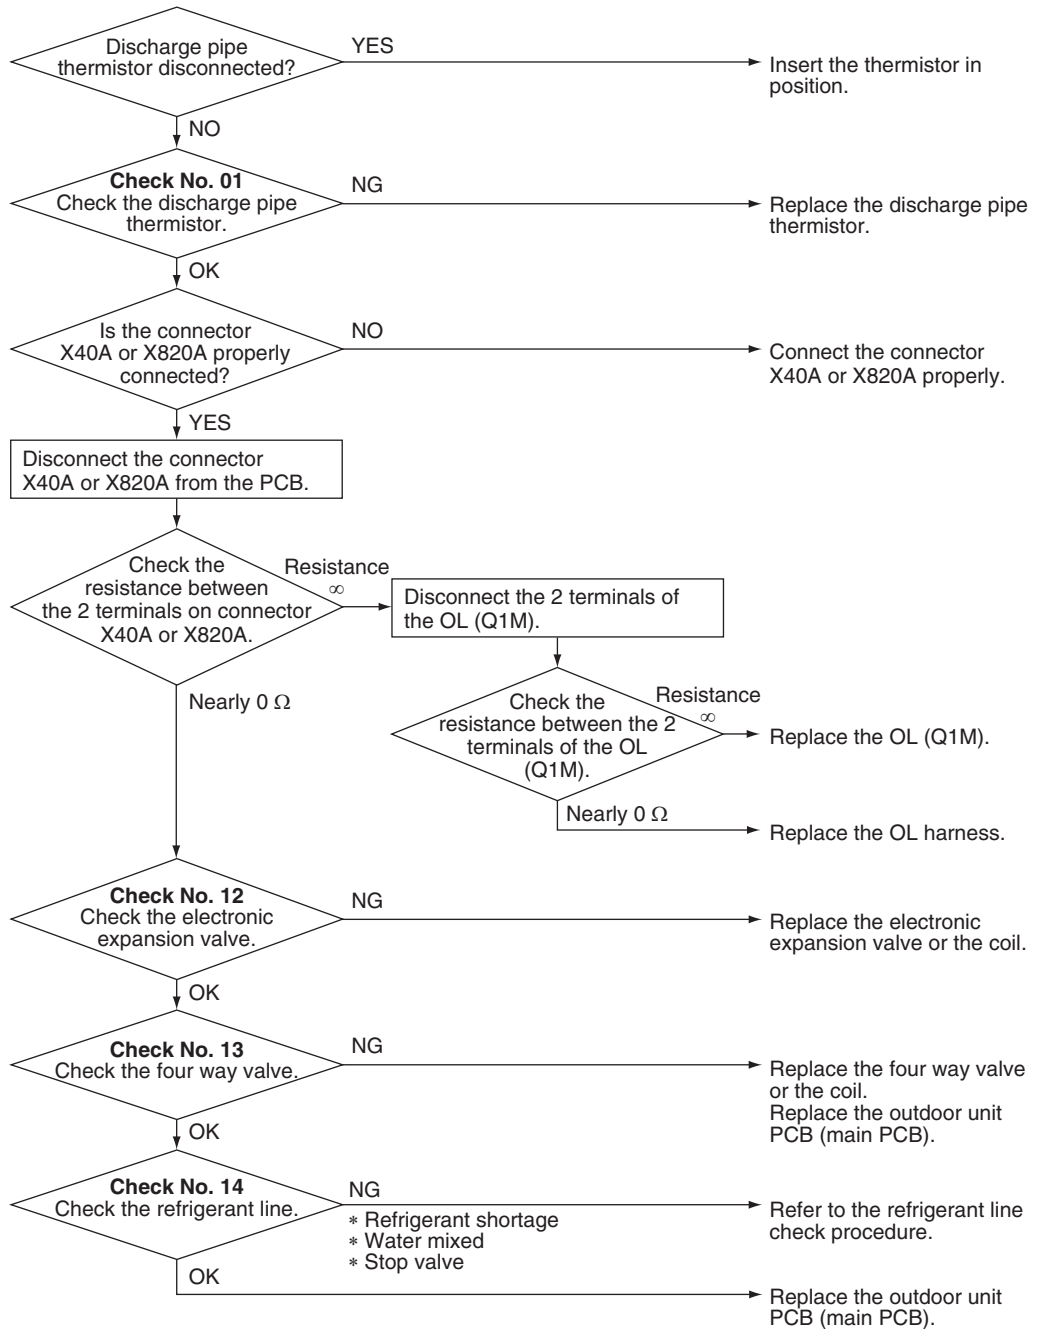 Discharge pipe
thermistor disconnected?
YES
Insert the thermistor in
position.
NO
Check No. 01
Check the discharge pipe
thermistor.
NG
Replace the discharge pipe
thermistor.
OK
Is the connector
X40A or X820A properly
connected?
NO
Connect the connector
X40A or X820A properly.
YES
Disconnect the connector
X40A or X820A from the PCB.
Check the
resistance between
the 2 terminals on connector
X40A or X820A.
Resistance
∞
Disconnect the 2 terminals of
the OL (Q1M).
Nearly 0 Ω
Check the
resistance between the 2
terminals of the OL
(Q1M).
Resistance
∞
Replace the OL (Q1M).
Nearly 0 Ω
Replace the OL harness.
Check No. 12
Check the electronic
expansion valve.
NG
Replace the electronic
expansion valve or the coil.
OK
Check No. 13
Check the four way valve.
NG
Replace the four way valve
or the coil.
Replace the outdoor unit
PCB (main PCB).
OK
Check No. 14
Check the refrigerant line.
NG
∗ Refrigerant shortage
∗ Water mixed
∗ Stop valve
Refer to the refrigerant line
check procedure.
OK
Replace the outdoor unit
PCB (main PCB).